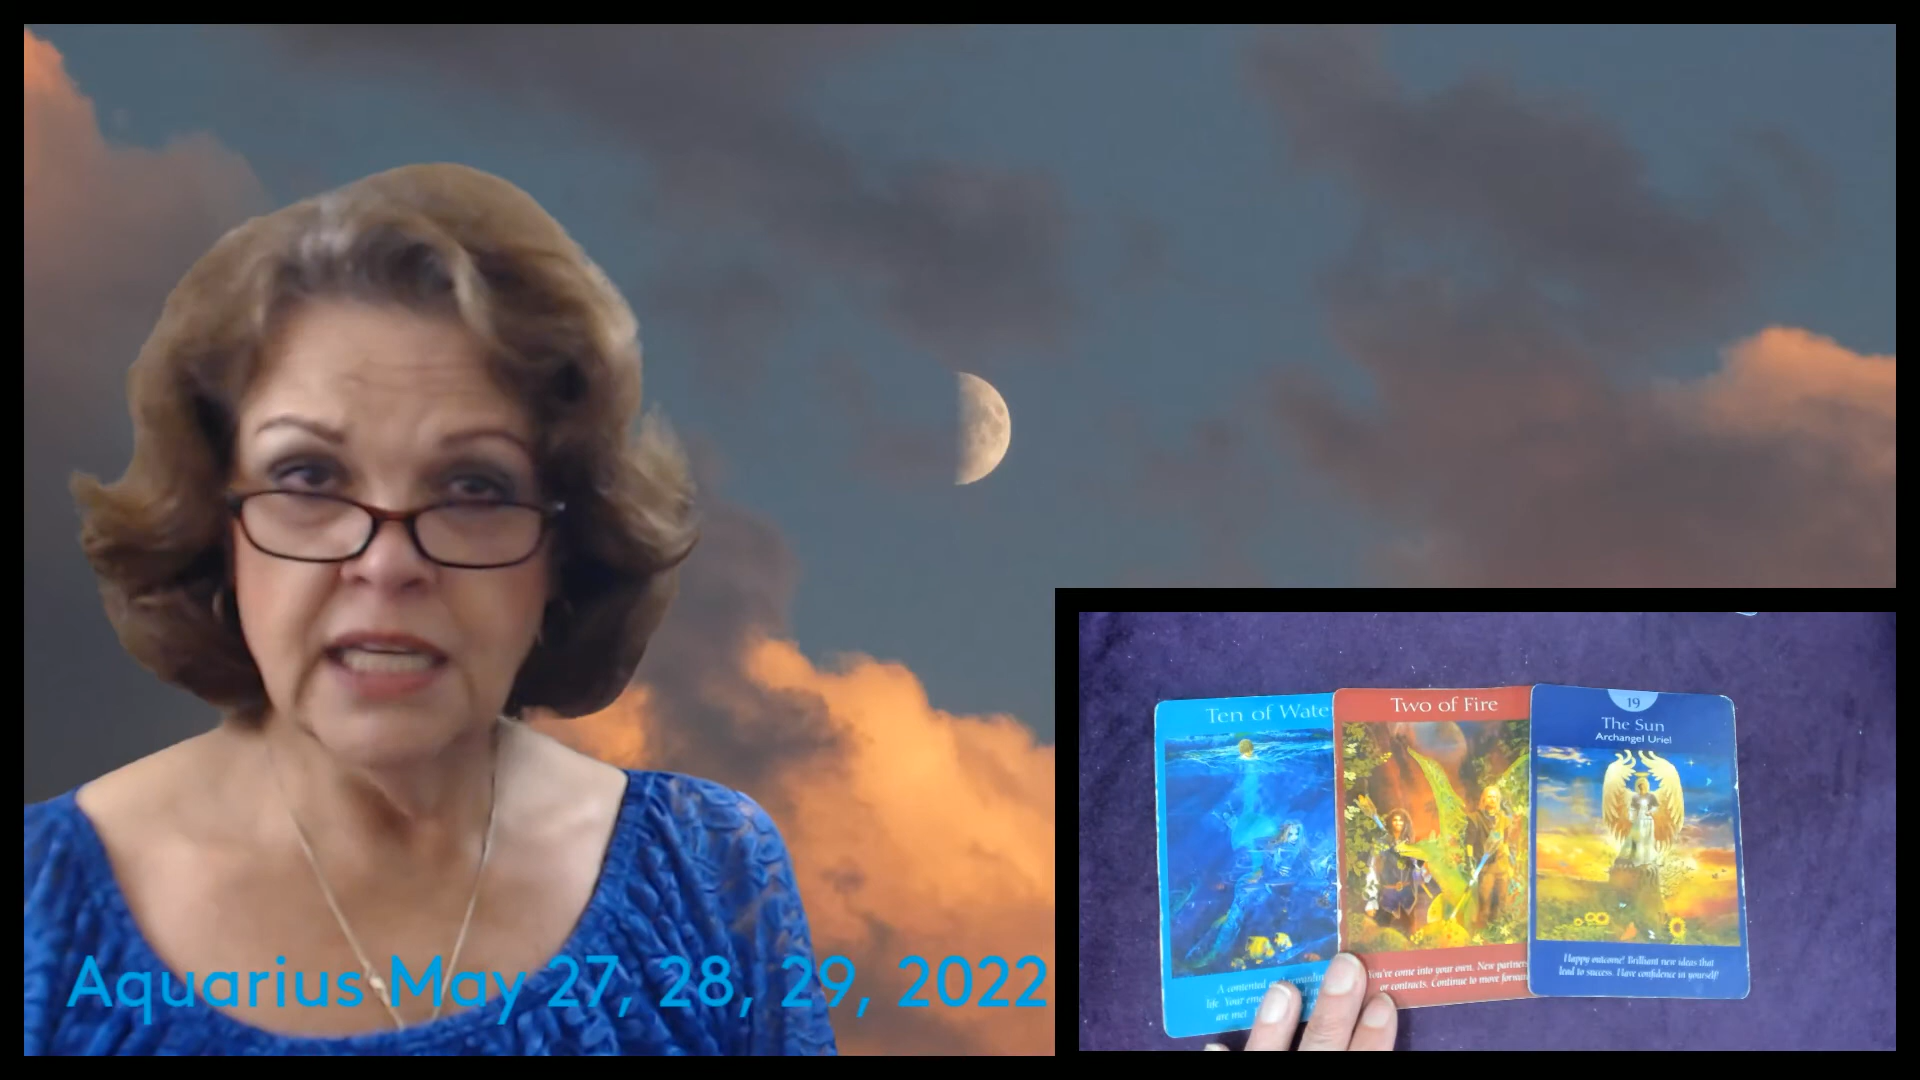 Aquarius May 27, 28, 29, 2022
Ten of Wate
A contented
life. Your
are met.
Two of Fire
You've come into your own. New partners
or contracts. Continue to move forward
19
The Sun
Archangel Uriel
Happy outcome! Brilliant new ideas that
lead to success. Have confidence in yourself!